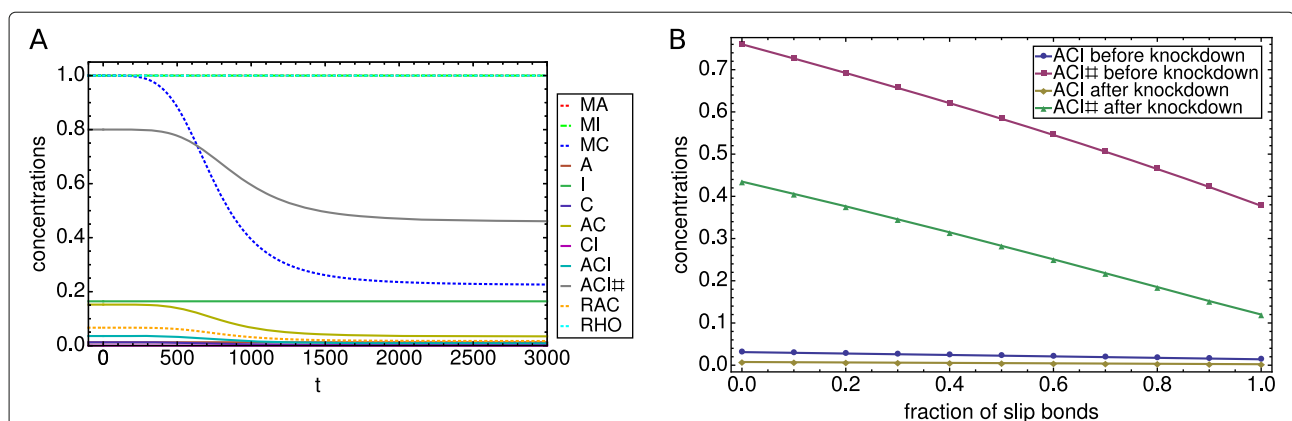 A
concentrations
1.0
0.8
0.6
0.4
0.2
0.0
0 500 1000 1500 2000 2500 3000
t
MA
MI
MC
A
I
C
AC
CI
ACI
ACI#
RAC
RHO
B
concentrations
0.7
0.6
0.5
0.4
0.3
0.2
0.1
0.0
0.0 0.2 0.4 0.6 0.8 1.0
fraction of slip bonds
ACI before knockdown
ACI# before knockdown
ACI after knockdown
ACI# after knockdown